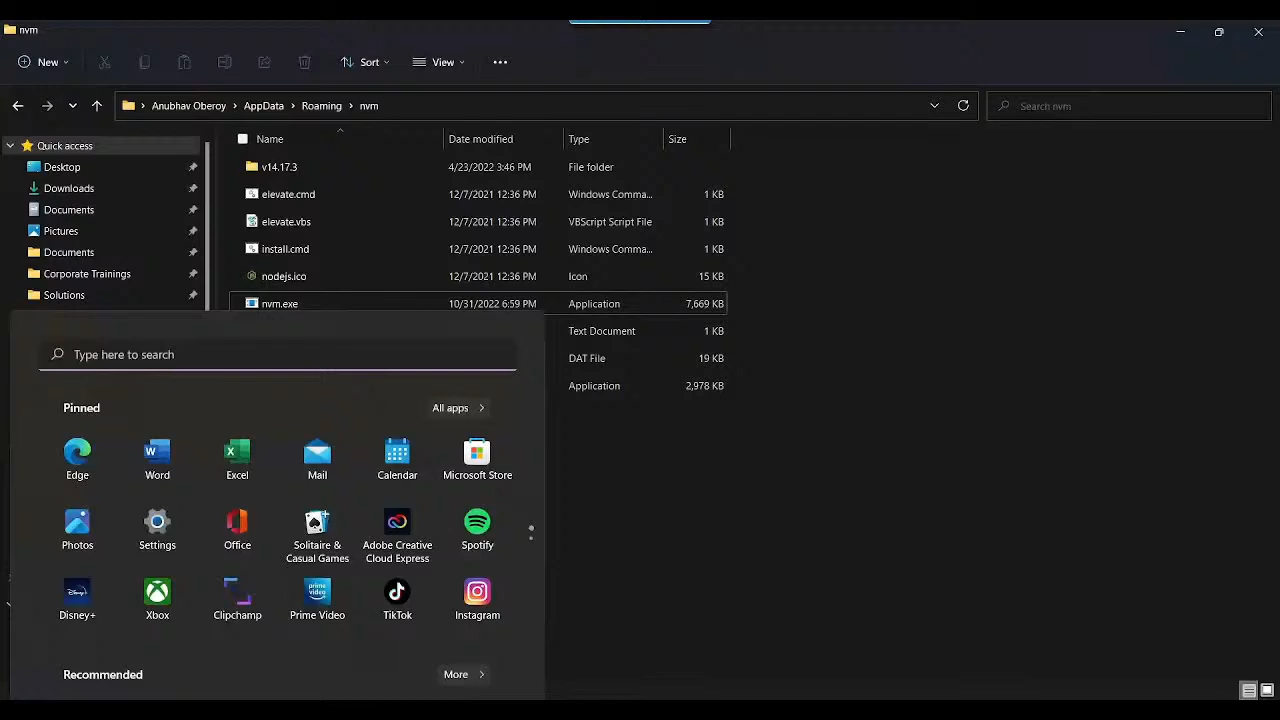 nvm
New Sort View
Anubhav Oberoy AppData Roaming nvm Search nvm
Quick access
Desktop
Downloads
Documents
Pictures
Documents
Corporate Trainings
Solutions
Name Date modified Type Size
v14.17.3 4/23/2022 3:46 PM File folder
elevate.cmd 12/7/2021 12:36 PM Windows Comma... 1 KB
elevate.vbs 12/7/2021 12:36 PM VBScript Script File 1 KB
install.cmd 12/7/2021 12:36 PM Windows Comma... 1 KB
nodejs.ico 12/7/2021 12:36 PM Icon 15 KB
nvm.exe 10/31/2022 6:59 PM Application 7,669 KB
Text Document 1 KB
DAT File 19 KB
Application 2,978 KB
Type here to search
Pinned All apps
Edge Word Excel Mail Calendar Microsoft Store
Photos Settings Office Solitaire & Adobe Creative Spotify
Casual Games Cloud Express
Disney+ Xbox Clipchamp Prime Video TikTok Instagram
Recommended More